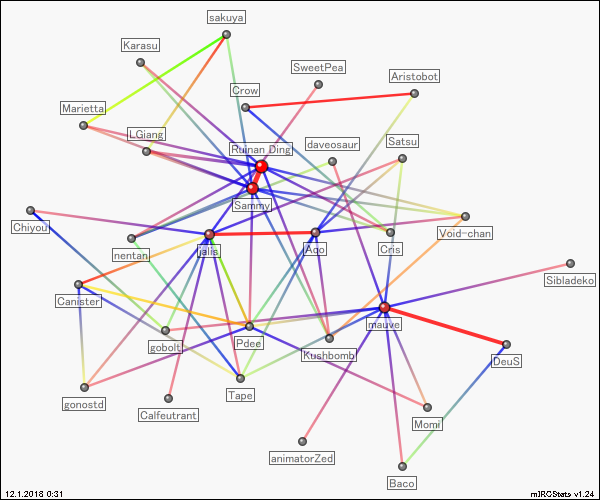 sakuya
Karasu
SweetPea
Aristobot
Crow
Marietta
LGiang
daveosaur
Satsu
Ruinan Ding
Sammy
Void-chan
Chiyou
nentan
jalis
Aoo
Cris
Sibladeko
Canister
Pdee
mauve
gobolt
Kushbomb
DeuS
gonostd
Tape
Calfeutrant
Momi
animatorZed
Baco
12.1.2018 0:31
mIRCStats v1.24